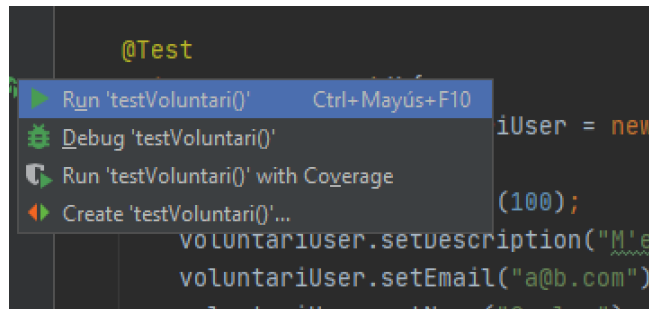 @Test
Run 'testVoluntari()' Ctrl+Mayús+F10
iUser = new
Debug 'testVoluntari()'
Run 'testVoluntari()' with Coverage
(100);
Create 'testVoluntari()'...
voluntariUser.setDescription("M'e
voluntariUser.setEmail("a@b.com")